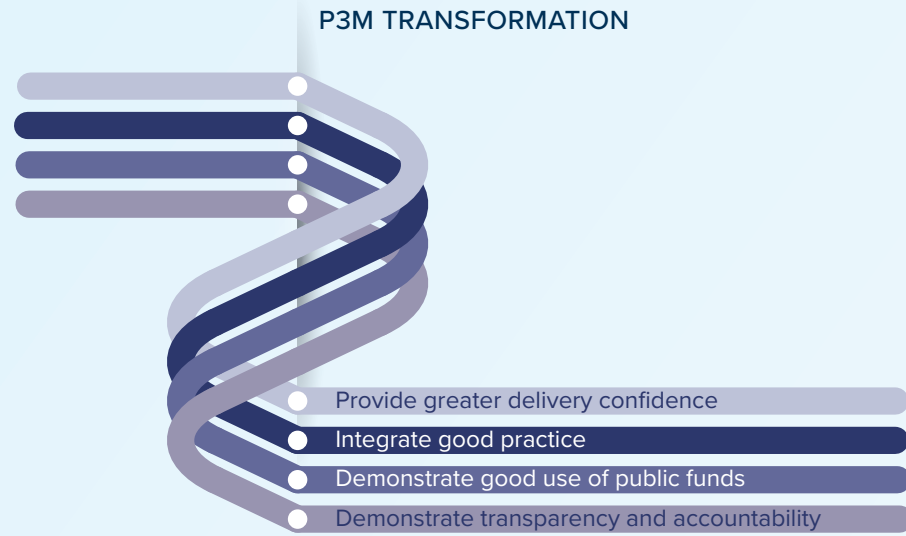 P3M TRANSFORMATION
Provide greater delivery confidence
Integrate good practice
Demonstrate good use of public funds
Demonstrate transparency and accountability